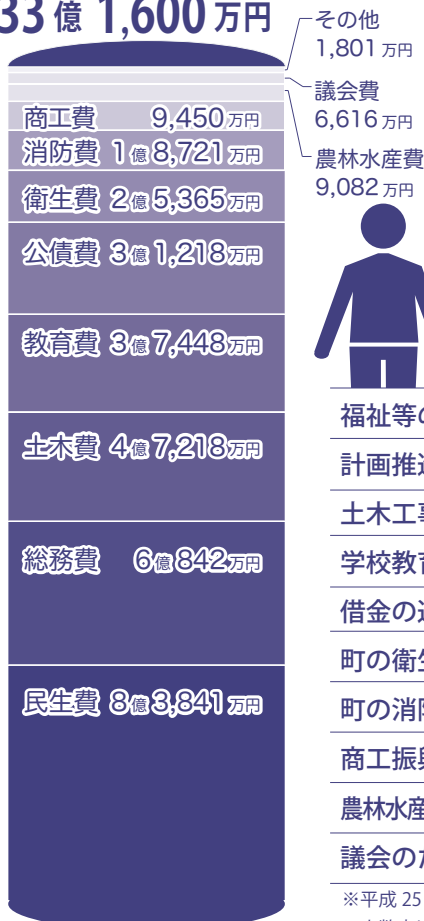 33億 1,600万円
その他
1,801万円
議会費
6,616万円
農林水産費
9,082万円
商工費 9,450万円
消防費 1億8,721万円
衛生費 2億5,365万円
公債費 3億1,218万円
教育費 3億7,448万円
土木費 4億7,218万円
総務費 6億842万円
民生費 8億3,841万円
福祉等の
計画推
土木工
学校教
借金の
町の衛
町の消
商工振
農林水産
議会の
※平成25